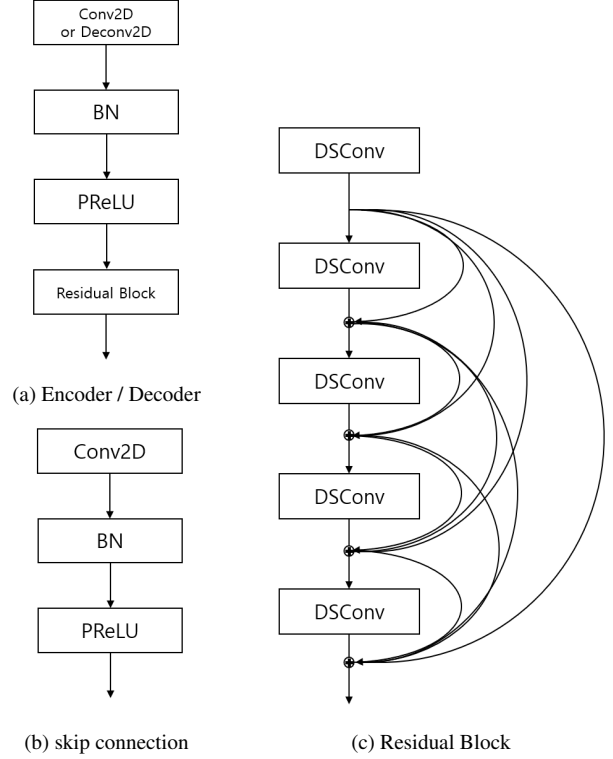 Conv2D
or Deconv2D
BN
PReLU
Residual Block
(a) Encoder / Decoder
Conv2D
BN
PReLU
(b) skip connection
DSConv
DSConv
DSConv
DSConv
DSConv
(c) Residual Block